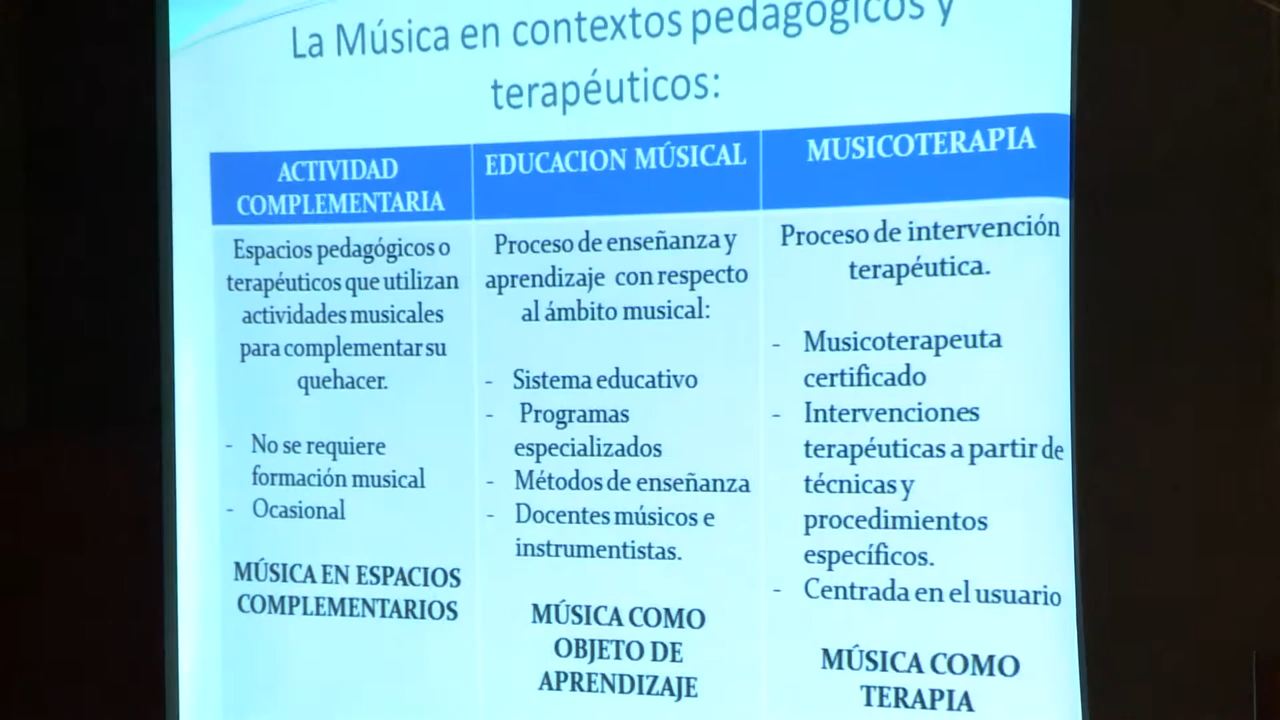 La Música en contextos pedagógicos y
terapéuticos:
ACTIVIDAD
COMPLEMENTARIA
Espacios pedagógicos o
terapéuticos que utilizan
actividades musicales
para complementar su
quehacer.
- No se requiere
formación musical
- Ocasional
MÚSICA EN ESPACIOS
COMPLEMENTARIOS
EDUCACION MÚSICAL
Proceso de enseñanza y
aprendizaje con respecto
al ámbito musical:
- Sistema educativo
- Programas
especializados
- Métodos de enseñanza
- Docentes músicos e
instrumentistas.
MÚSICA COMO
OBJETO DE
APRENDIZAJE
MUSICOTERAPIA
Proceso de intervención
terapéutica.
- Musicoterapeuta
certificado
- Intervenciones
terapéuticas a partir de
técnicas y
procedimientos
específicos.
- Centrada en el usuario
MÚSICA COMO
TERAPIA